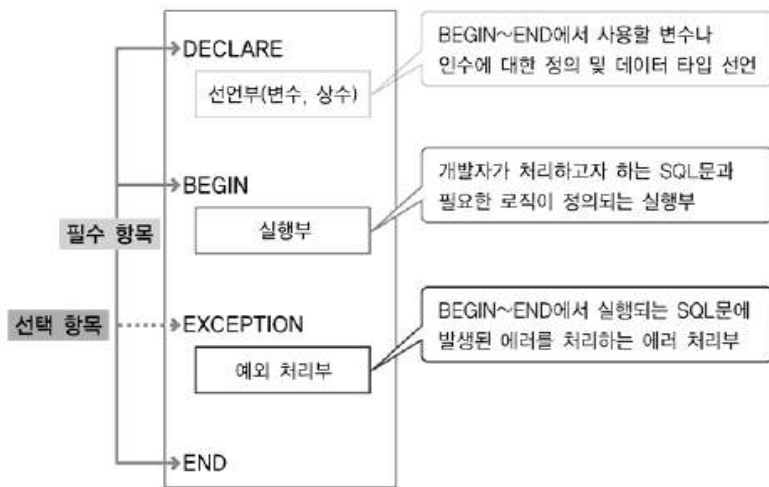 DECLARE
선언부(변수, 상수)
BEGIN~END에서 사용할 변수나
인수에 대한 정의 및 데이터 타입 선언
BEGIN
실행부
개발자가 처리하고자 하는 SQL문과
필요한 로직이 정의되는 실행부
필수 항목
선택 항목
EXCEPTION
예외 처리부
BEGIN~END에서 실행되는 SQL문에
발생된 에러를 처리하는 에러 처리부
END